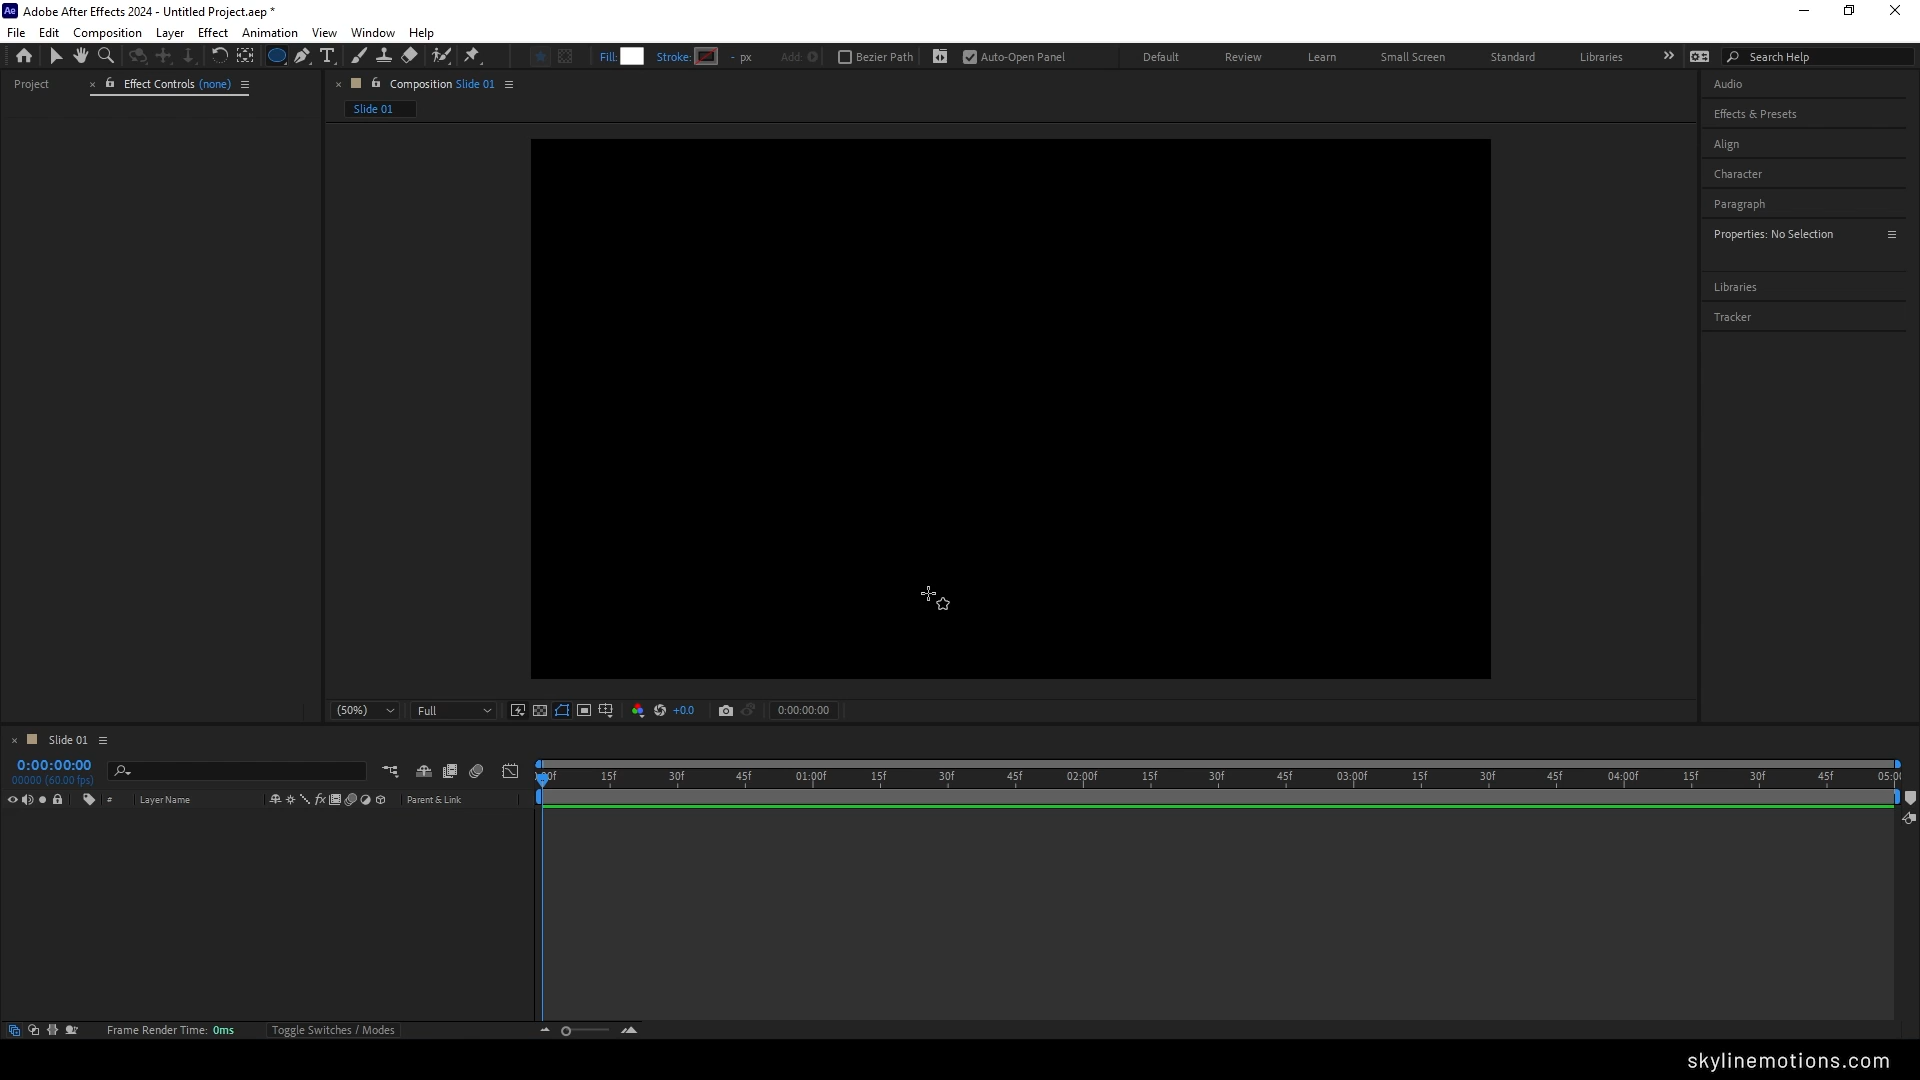 Ae Adobe After Effects 2024 - Untitled Project.aep *
File Edit Composition Layer Effect Animation View Window Help
Fill: Stroke: - px Add: Bezier Path Auto-Open Panel Default Review Learn Small Screen Standard Libraries Search Help
Project Effect Controls (none)
Composition Slide 01
Slide 01
Audio
Effects & Presets
Align
Character
Paragraph
Properties: No Selection
Libraries
Tracker
(50%) Full +0.0 0:00:00:00
Slide 01
0:00:00:00
00000 (60.00 fps)
15f 30f 45f 01:00f 15f 30f 45f 02:00f 15f 30f 45f 03:00f 15f 30f 45f 04:00f 15f 30f 45f
# Layer Name fx Parent & Link
Frame Render Time: 0ms Toggle Switches / Modes
skylinemotions.com